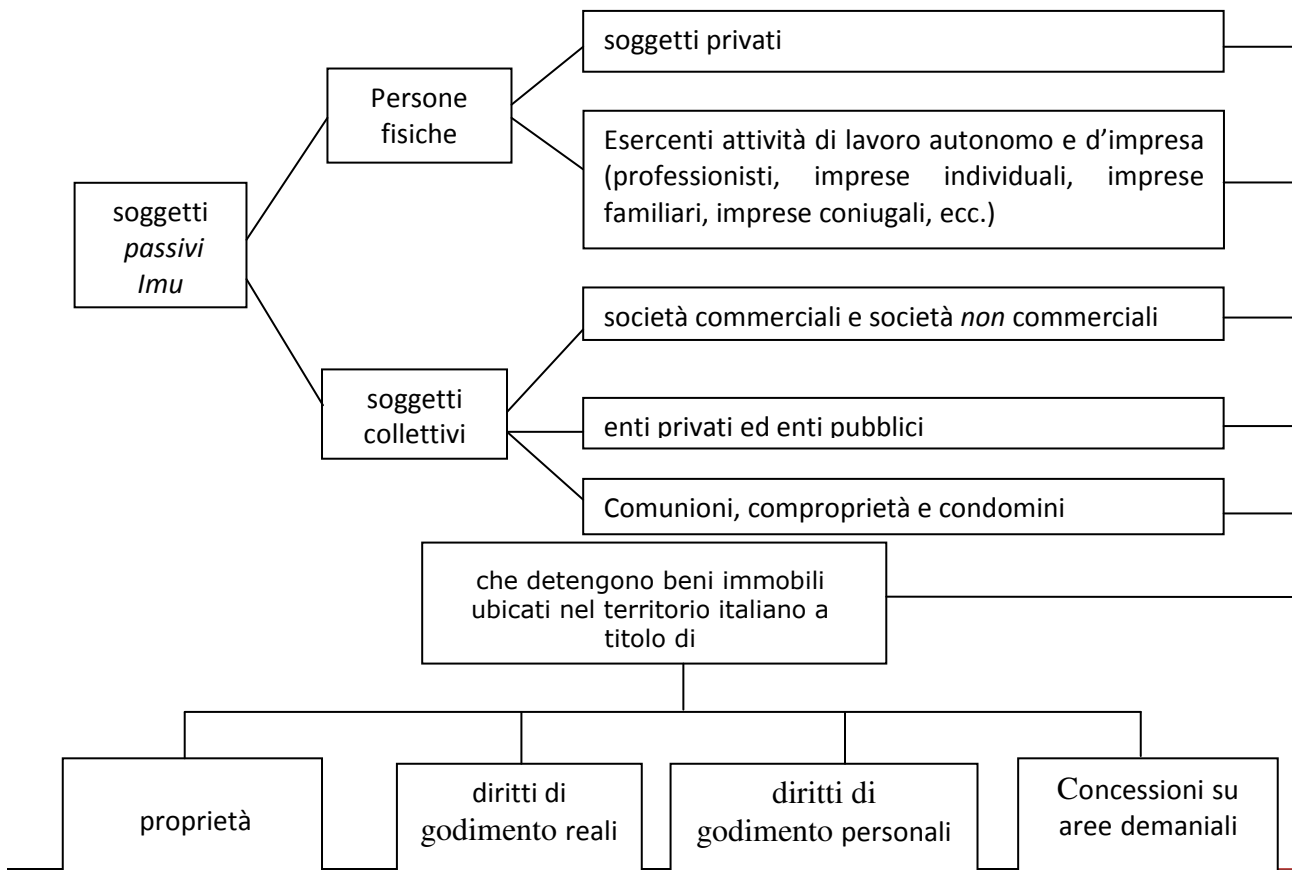 soggetti
passivi
Imu
Persone
fisiche
soggetti privati
Esercenti attività di lavoro autonomo e d’impresa
(professionisti, imprese individuali, imprese
familiari, imprese coniugali, ecc.)
soggetti
collettivi
società commerciali e società non commerciali
enti privati ed enti pubblici
Comunioni, comproprietà e condomini
che detengono beni immobili
ubicati nel territorio italiano a
titolo di
proprietà
diritti di
godimento reali
diritti di
godimento personali
Concessioni su
aree demaniali